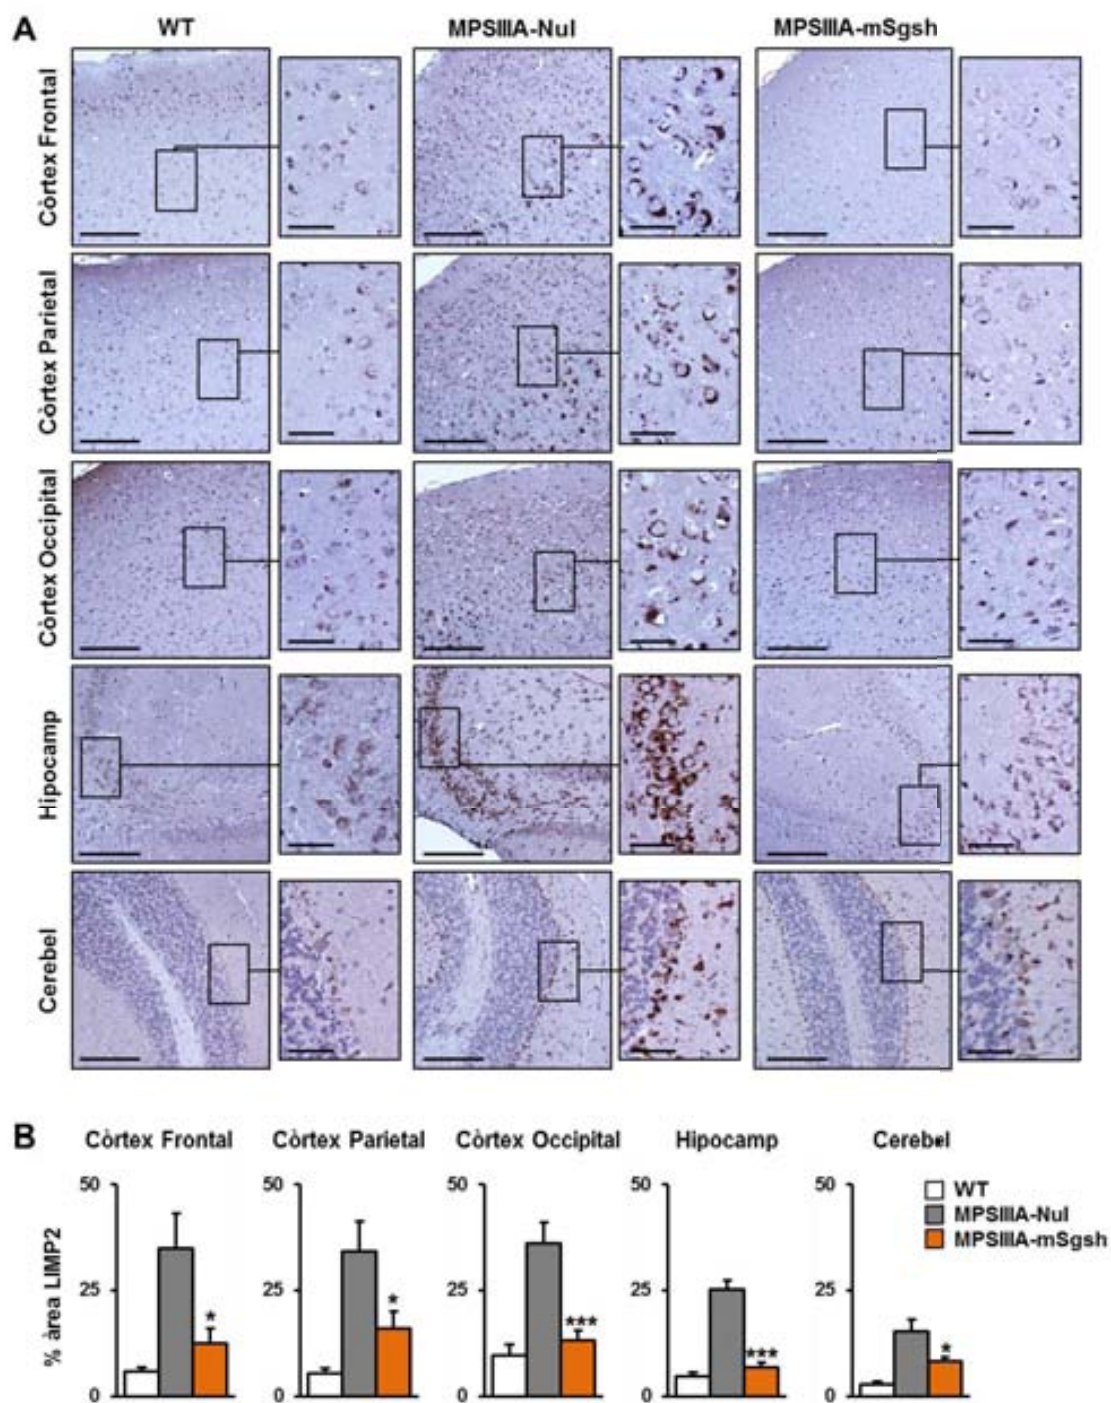 A
WT MPSIIIA-Nul MPSIIIA-mSgsh
Còrtex Frontal
Còrtex Parietal
Còrtex Occipital
Hipocamp
Cerebel
B
Còrtex Frontal Còrtex Parietal Còrtex Occipital Hipocamp Cerebel
% àrea LIMP2
50 50 50 50 50
25 25 25 25 25
0 0 0 0 0
* * *** *** *
WT
MPSIIIA-Nul
MPSIIIA-mSgsh